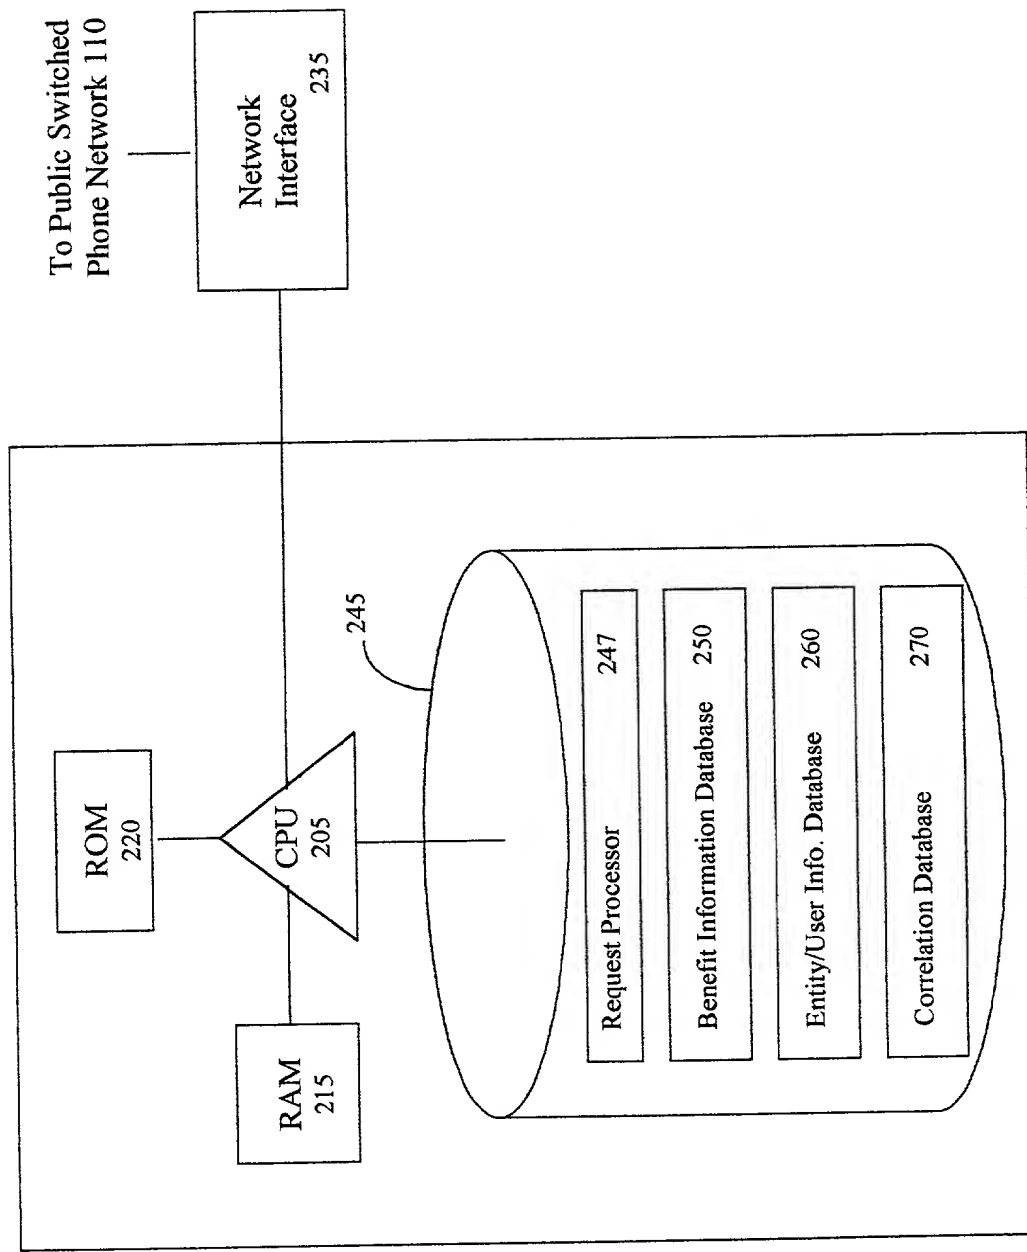 To Public Switched
Phone Network 110
Network
Interface
235
ROM
220
CPU
205
RAM
215
245
Request Processor 247
Benefit Information Database 250
Entity/User Info. Database 260
Correlation Database 270